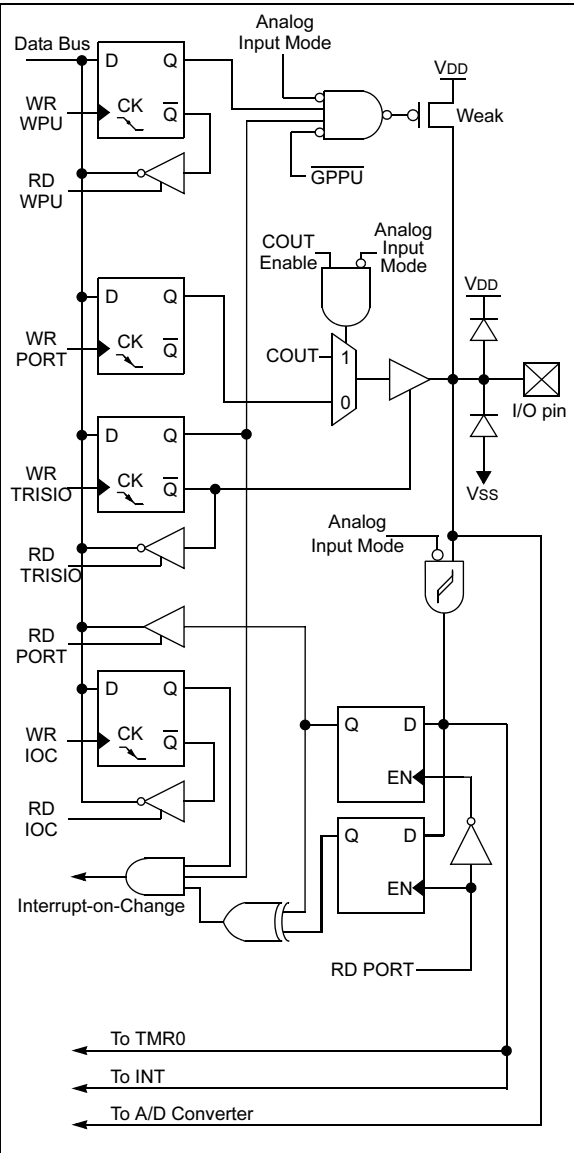 Analog
Input Mode
Data Bus
D Q
VDD
WR
WPU
CK Q
Weak
RD
WPU
GPPU
COUT
Enable
Analog
Input
Mode
VDD
D Q
WR
PORT
CK Q
COUT
1
0
I/O pin
D Q
WR
TRISIO
CK Q
VSS
Analog
Input Mode
RD
TRISIO
RD
PORT
D Q
WR
IOC
CK Q
Q D
EN
RD
IOC
Q D
EN
Interrupt-on-Change
RD PORT
To TMR0
To INT
To A/D Converter